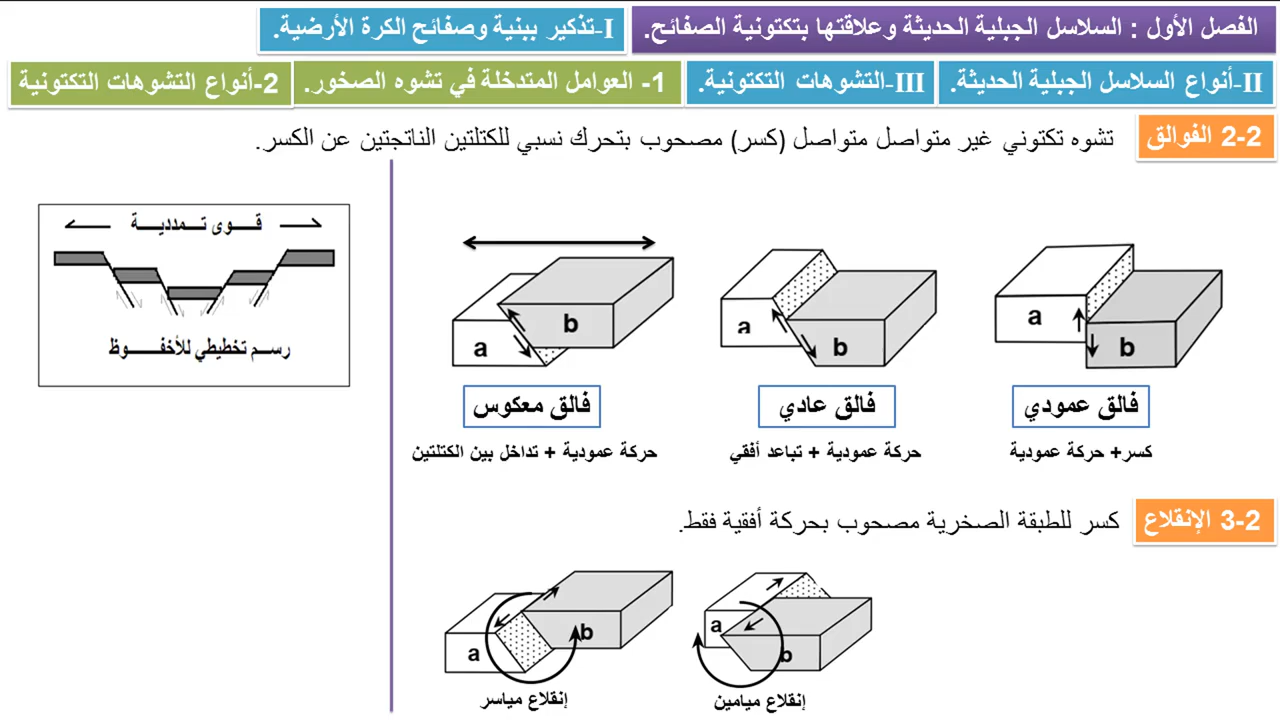 الفصل الأول : السلاسل الجبلية الحديثة وعلاقتها بتكتونية الصفائح.
I-تذكير ببنية وصفائح الكرة الأرضية.
II-أنواع السلاسل الجبلية الحديثة.
III-التشوهات التكتونية.
1- العوامل المتدخلة في تشوه الصخور.
2-أنواع التشوهات التكتونية
2-2 الفوالق
تشوه تكتوني غير متواصل متواصل (كسر) مصحوب بتحرك نسبي للكتلتين الناتجتين عن الكسر.
a
b
فالق عمودي
كسر+ حركة عمودية
a
b
فالق عادي
حركة عمودية + تباعد أفقي
a
b
فالق معكوس
حركة عمودية + تداخل بين الكتلتين
قــــوى تــمدديــــة
رســم تخطيطي للأخفـــــوظ
3-2 الإنقلاع
كسر للطبقة الصخرية مصحوب بحركة أفقية فقط.
a
b
إنقلاع ميامين
a
b
إنقلاع مياسر